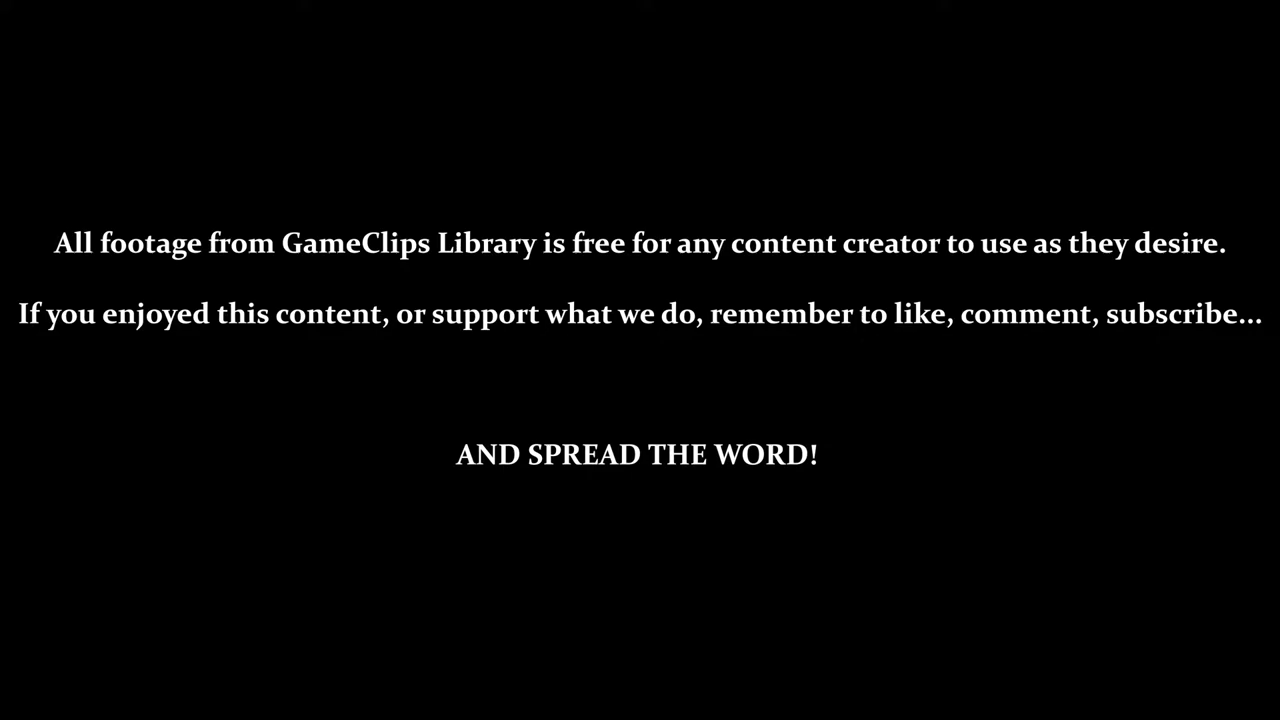 All footage from GameClips Library is free for any content creator to use as they desire.
If you enjoyed this content, or support what we do, remember to like, comment, subscribe...
AND SPREAD THE WORD!